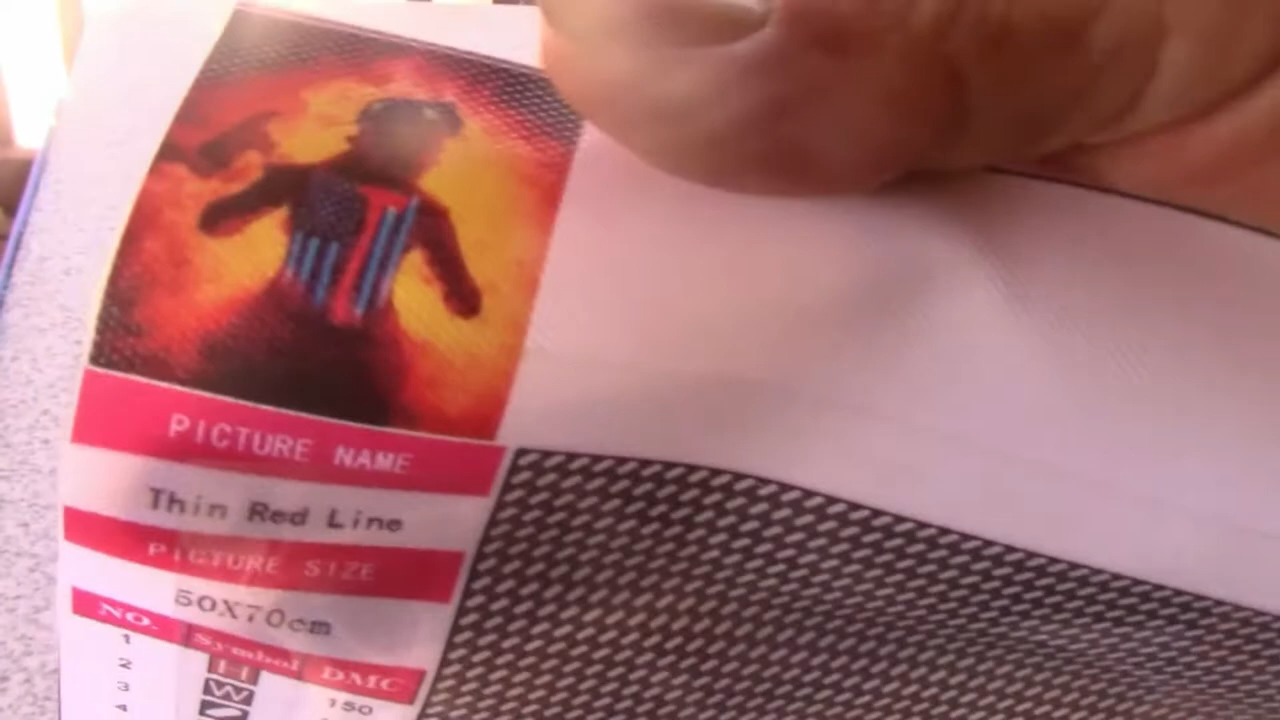 PICTURE NAME
Thin Red Line
PICTURE SIZE
50X70cm
NO. Symbol DMC
1 H 150
2 W
3
4